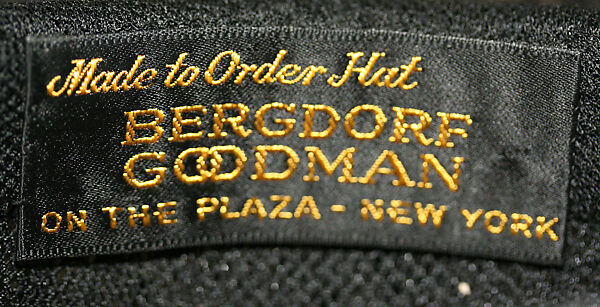 Made to Order Hat
BERGDORF
GOODMAN
ON THE PLAZA - NEW YORK